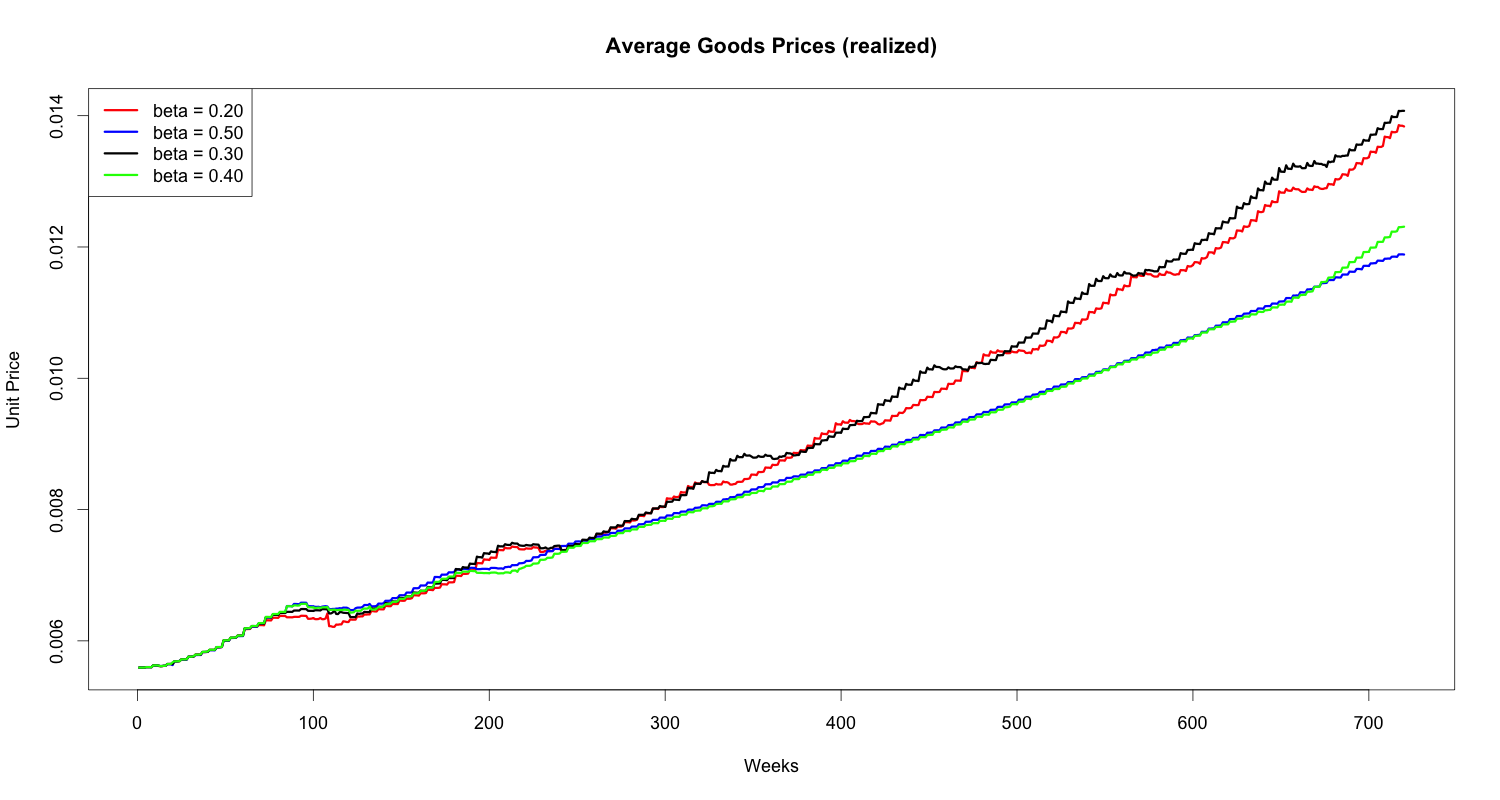 Average Goods Prices (realized)
beta = 0.20
beta = 0.50
beta = 0.30
beta = 0.40
Unit Price
0.014
0.012
0.010
0.008
0.006
0 100 200 300 400 500 600 700
Weeks